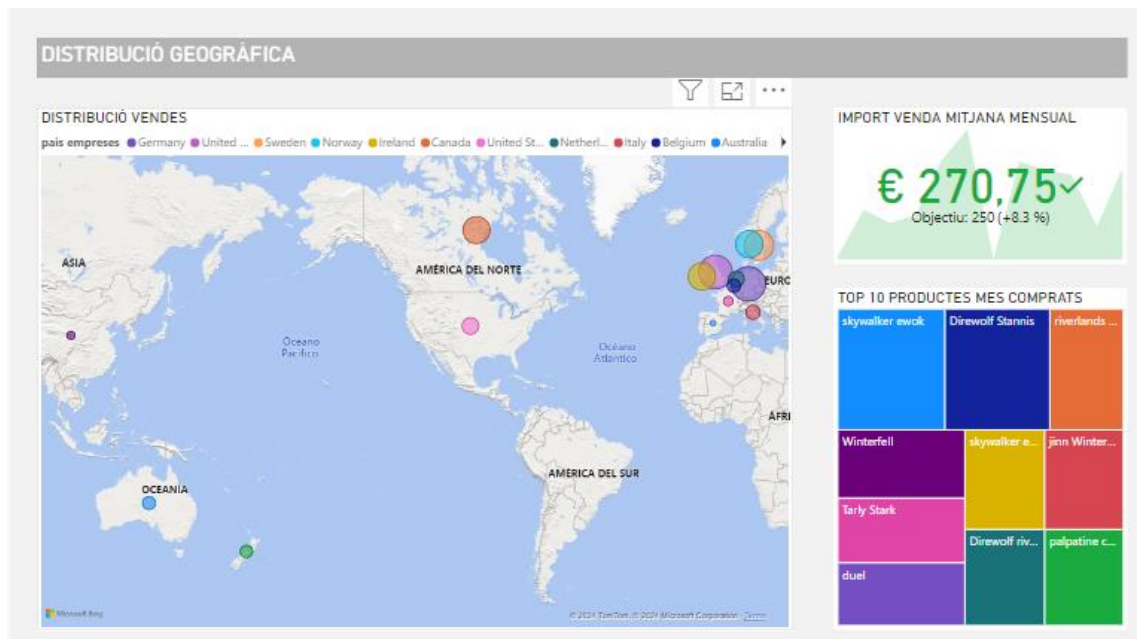 DISTRIBUCIÓ GEOGRÀFICA
DISTRIBUCIÓ VENDES
pais empreses Germany United ... Sweden Norway Ireland Canada United St... Netherl... Italy Belgium Australia
ASIA
AMÉRICA DEL NORTE
EURO
Océano
Pacífico
Océano
Atlántico
ÁFRI
AMÉRICA DEL SUR
OCEANIA
Microsoft Bing
© 2024 TomTom, © 2024 Microsoft Corporation Terms
IMPORT VENDA MITJANA MENSUAL
€ 270,75
Objectiu: 250 (+8.3 %)
TOP 10 PRODUCTES MES COMPRATS
skywalker ewok
Direwolf Stannis
riverlands ...
Winterfell
skywalker e...
jinn Winter...
Tarly Stark
Direwolf riv...
palpatine c...
duel